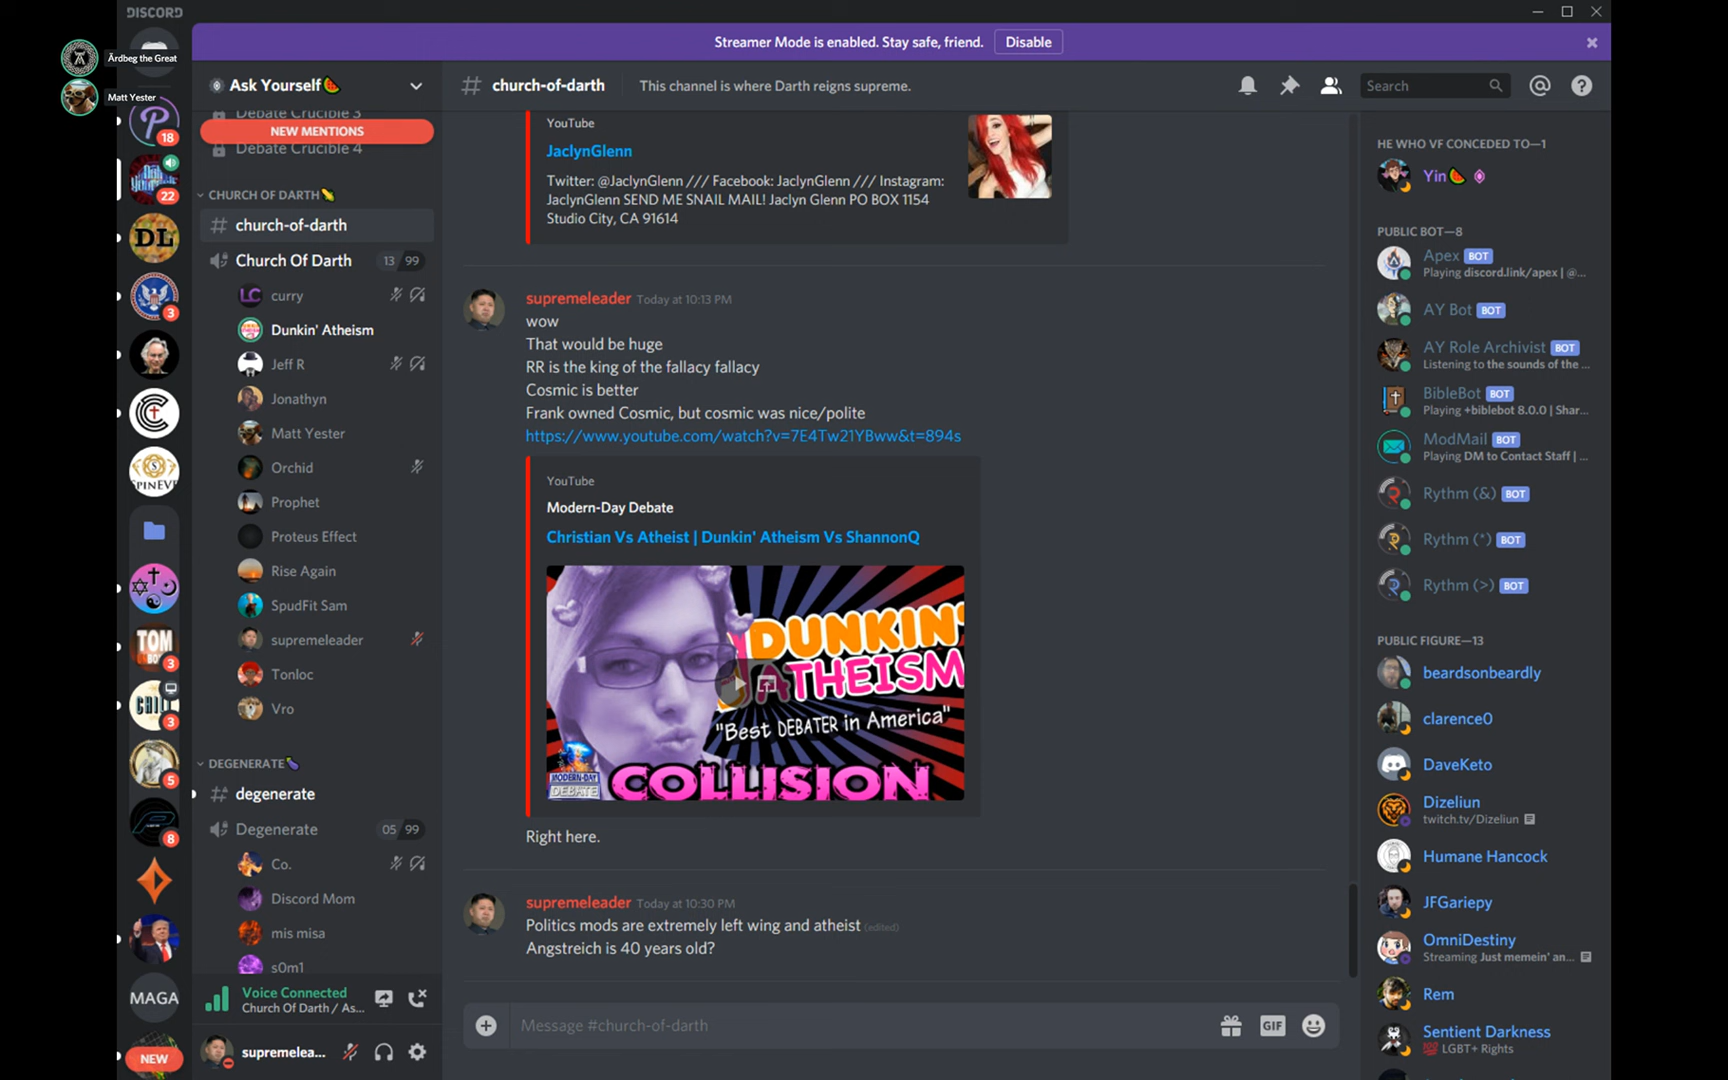 DISCORD
Ärdbeg the Great
Matt Yester
Streamer Mode is enabled. Stay safe, friend.
Disable
Ask Yourself
church-of-darth
This channel is where Darth reigns supreme.
Search
Debate Crucible 3
NEW MENTIONS
Debate Crucible 4
CHURCH OF DARTH
church-of-darth
Church Of Darth 13 99
curry
Dunkin' Atheism
Jeff R
Jonathyn
Matt Yester
Orchid
Prophet
Proteus Effect
Rise Again
SpudFit Sam
supremeleader
Tonloc
Vro
DEGENERATE
degenerate
Degenerate 05 99
Co.
Discord Mom
mis misa
s0m1
Voice Connected
Church Of Darth / As...
supremelea...
18
22
DL
3
SPINEVE
TOM
3
CHILL
3
5
8
MAGA
NEW
YouTube
JaclynGlenn
Twitter: @JaclynGlenn /// Facebook: JaclynGlenn /// Instagram:
JaclynGlenn SEND ME SNAIL MAIL! Jaclyn Glenn PO BOX 1154
Studio City, CA 91614
supremeleader Today at 10:13 PM
wow
That would be huge
RR is the king of the fallacy fallacy
Cosmic is better
Frank owned Cosmic, but cosmic was nice/polite
https://www.youtube.com/watch?v=7E4Tw21YBww&t=894s
YouTube
Modern-Day Debate
Christian Vs Atheist | Dunkin' Atheism Vs ShannonQ
DUNKIN'
ATHEISM
"Best DEBATER in America"
MODERN-DAY
DEBATE
COLLISION
Right here.
supremeleader Today at 10:30 PM
Politics mods are extremely left wing and atheist (edited)
Angstreich is 40 years old?
Message #church-of-darth
GIF
HE WHO VF CONCEDED TO—1
Yin
PUBLIC BOT—8
Apex BOT
Playing discord.link/apex | @...
AY Bot BOT
AY Role Archivist BOT
Listening to the sounds of the ...
BibleBot BOT
Playing +biblebot 8.0.0 | Shar...
ModMail BOT
Playing DM to Contact Staff | ...
Rythm (&) BOT
Rythm (*) BOT
Rythm (>) BOT
PUBLIC FIGURE—13
beardsonbeardly
clarence0
DaveKeto
Dizeliun
twitch.tv/Dizeliun
Humane Hancock
JFGariepy
OmniDestiny
Streaming Just memein' an...
Rem
Sentient Darkness
💯 LGBT+ Rights